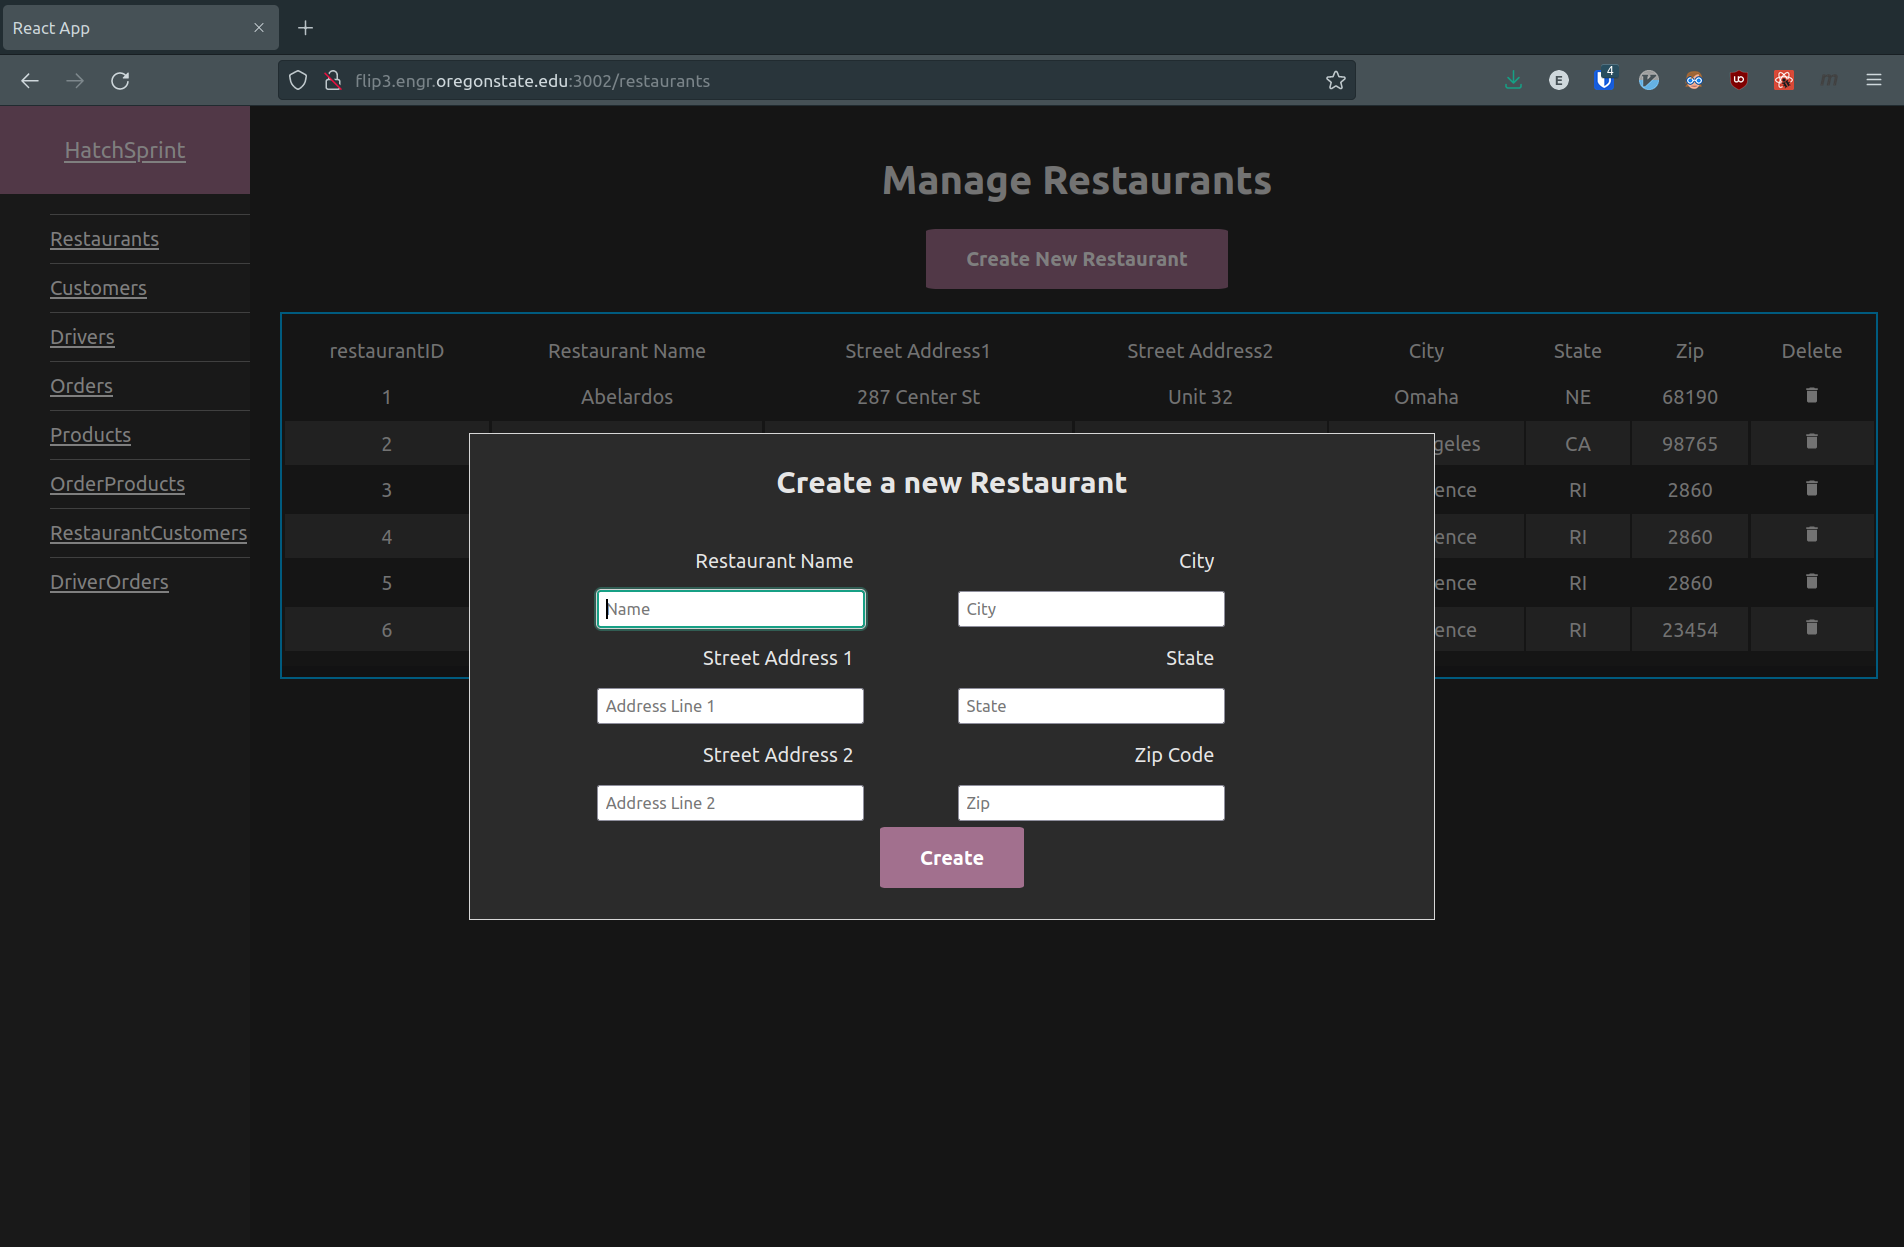 React App
flip3.engr.oregonstate.edu:3002/restaurants
E
4
m
HatchSprint
Restaurants
Customers
Drivers
Orders
Products
OrderProducts
RestaurantCustomers
DriverOrders
Manage Restaurants
Create New Restaurant
restaurantID Restaurant Name Street Address1 Street Address2 City State Zip Delete
1 Abelardos 287 Center St Unit 32 Omaha NE 68190
2 geles CA 98765
3 ence RI 2860
4 ence RI 2860
5 ence RI 2860
6 ence RI 23454
Create a new Restaurant
Restaurant Name City
Name City
Street Address 1 State
Address Line 1 State
Street Address 2 Zip Code
Address Line 2 Zip
Create